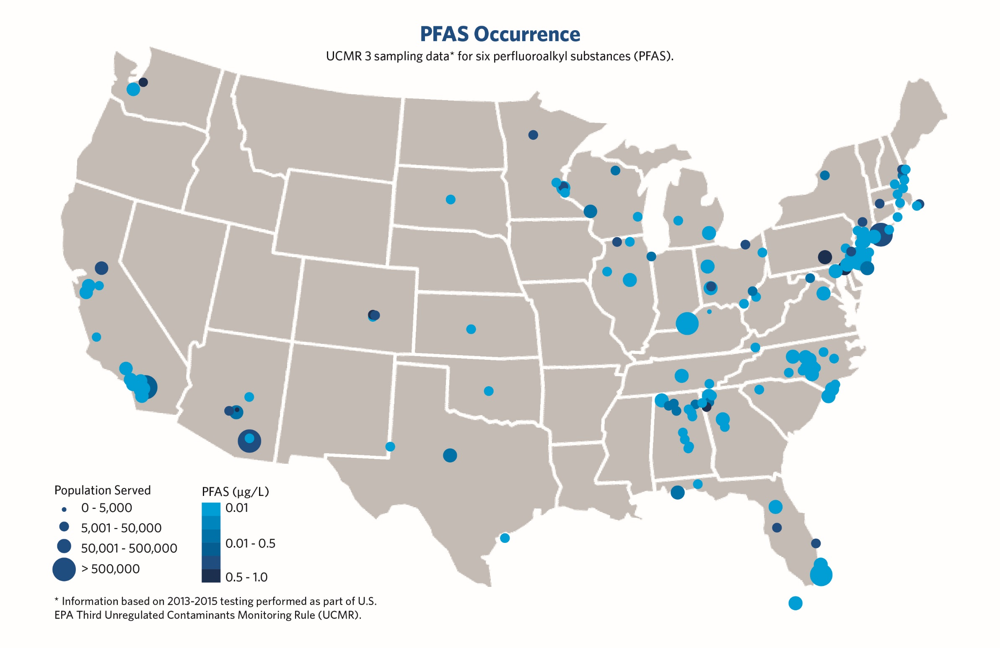 PFAS Occurrence
UCMR 3 sampling data* for six perfluoroalkyl substances (PFAS).
Population Served
0 - 5,000
5,001 - 50,000
50,001 - 500,000
> 500,000
PFAS (µg/L)
0.01
0.01 - 0.5
0.5 - 1.0
* Information based on 2013-2015 testing performed as part of U.S.
EPA Third Unregulated Contaminants Monitoring Rule (UCMR).